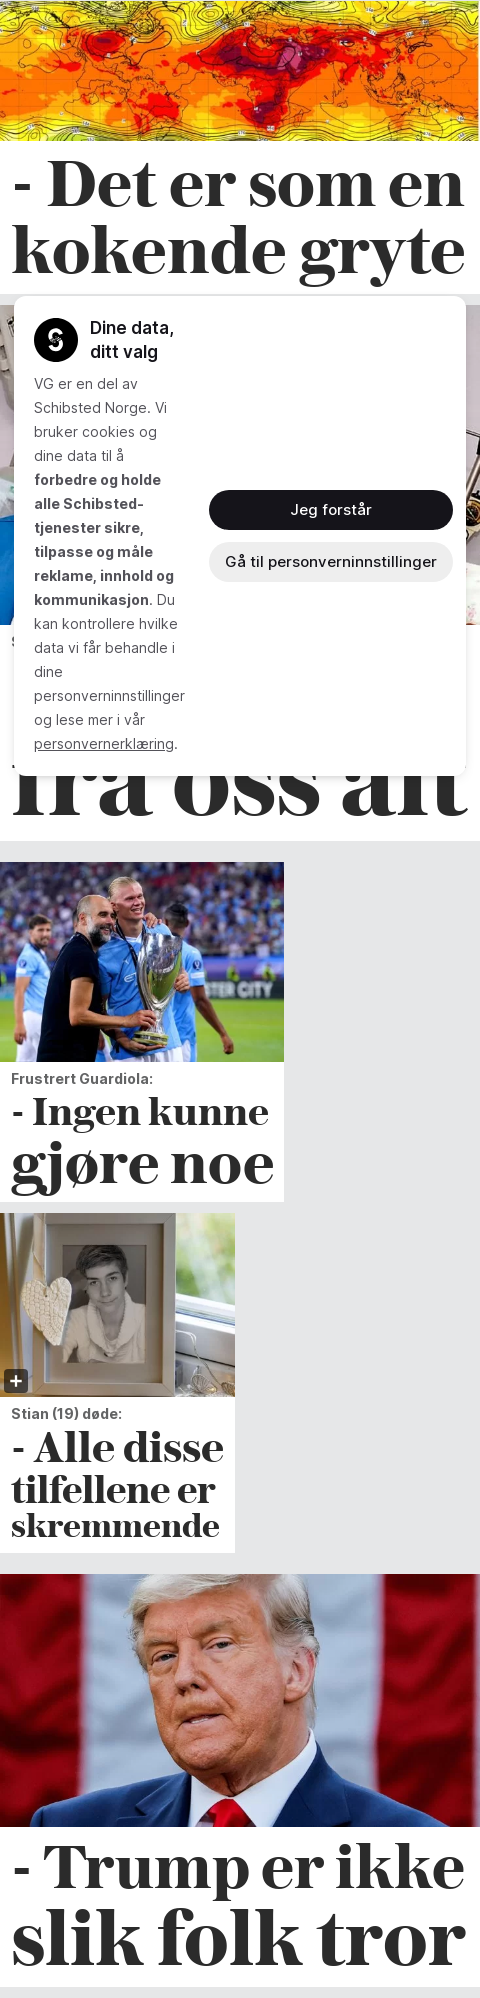 - Det er som en
kokende gryte
Dine data,
ditt valg
VG er en del av
Schibsted Norge. Vi
bruker cookies og
dine data til å
forbedre og holde
alle Schibsted-
tjenester sikre,
tilpasse og måle
reklame, innhold og
kommunikasjon. Du
kan kontrollere hvilke
data vi får behandle i
dine
personverninnstillinger
og lese mer i vår
personvernerklæring.
Jeg forstår
Gå til personverninnstillinger
fra oss alt
TER CITY
Frustrert Guardiola:
- Ingen kunne
gjøre noe
Stian (19) døde:
- Alle disse
tilfellene er
skremmende
- Trump er ikke
slik folk tror